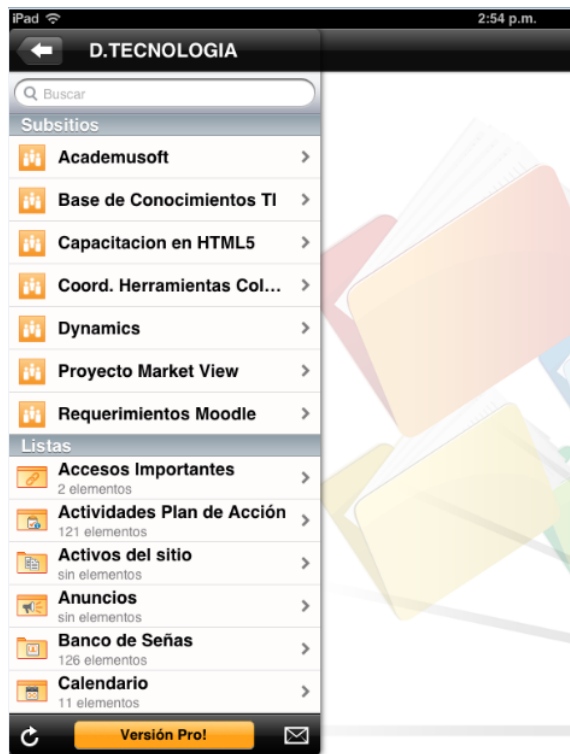 iPad 2:54 p.m.
D.TECNOLOGIA
Buscar
Subsitios
Academusoft
Base de Conocimientos TI
Capacitacion en HTML5
Coord. Herramientas Col...
Dynamics
Proyecto Market View
Requerimientos Moodle
Listas
Accesos Importantes
2 elementos
Actividades Plan de Acción
121 elementos
Activos del sitio
sin elementos
Anuncios
sin elementos
Banco de Señas
126 elementos
Calendario
11 elementos
Versión Pro!